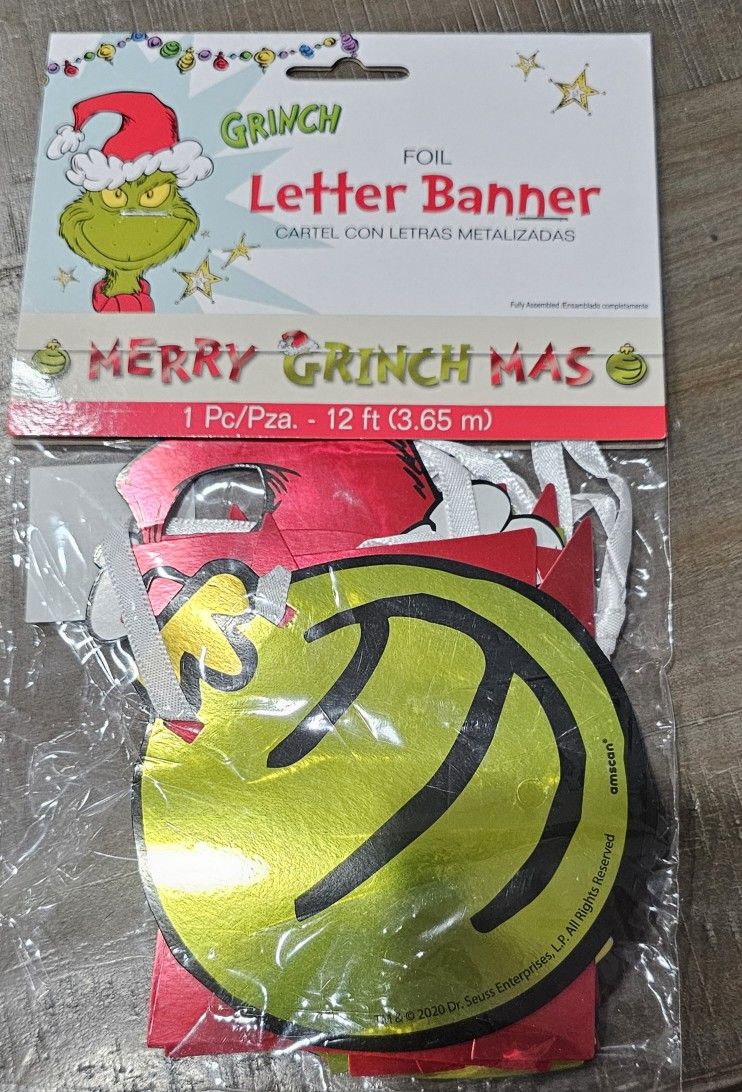 GRINCH
FOIL
Letter Banner
CARTEL CON LETRAS METALIZADAS
Fully Assembled /Ensamblado completamente
MERRY GRINCH MAS
1 Pc/Pza. - 12 ft (3.65 m)
amscan®
TM & © 2020 Dr. Seuss Enterprises, L.P. All Rights Reserved